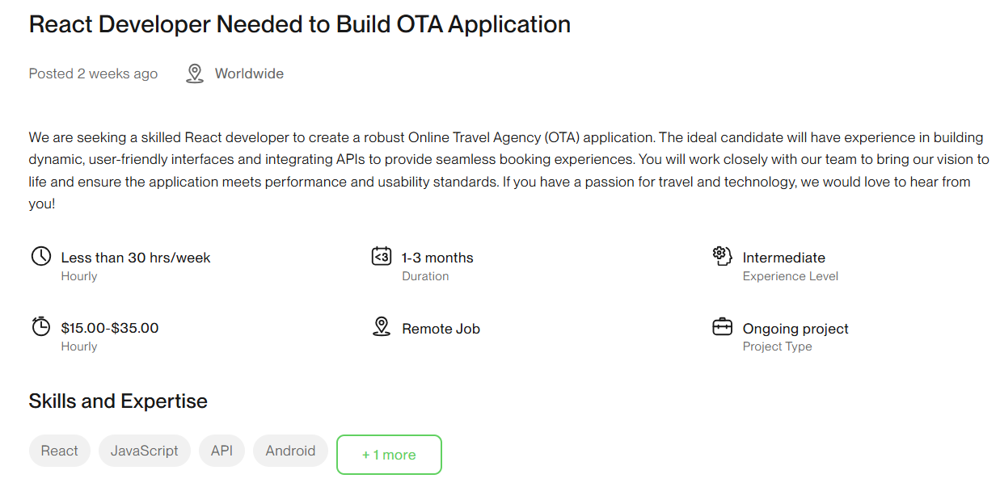 React Developer Needed to Build OTA Application
Posted 2 weeks ago Worldwide
We are seeking a skilled React developer to create a robust Online Travel Agency (OTA) application. The ideal candidate will have experience in building
dynamic, user-friendly interfaces and integrating APIs to provide seamless booking experiences. You will work closely with our team to bring our vision to
life and ensure the application meets performance and usability standards. If you have a passion for travel and technology, we would love to hear from
you!
Less than 30 hrs/week
Hourly
<3
1-3 months
Duration
Intermediate
Experience Level
$15.00-$35.00
Hourly
Remote Job
Ongoing project
Project Type
Skills and Expertise
React JavaScript API Android + 1 more